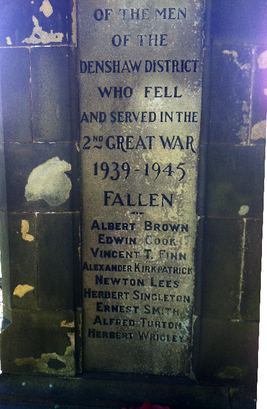 OF THE MEN
OF THE
DENSHAW DISTRICT
WHO FELL
AND SERVED IN THE
2ND GREAT WAR
1939-1945
FALLEN
ALBERT BROWN
EDWIN COOK
VINCENT T. FINN
ALEXANDER KIRKPATRICK
NEWTON LEES
HERBERT SINGLETON
ERNEST SMITH
ALFRED TURTON
HERBERT WRIGLEY